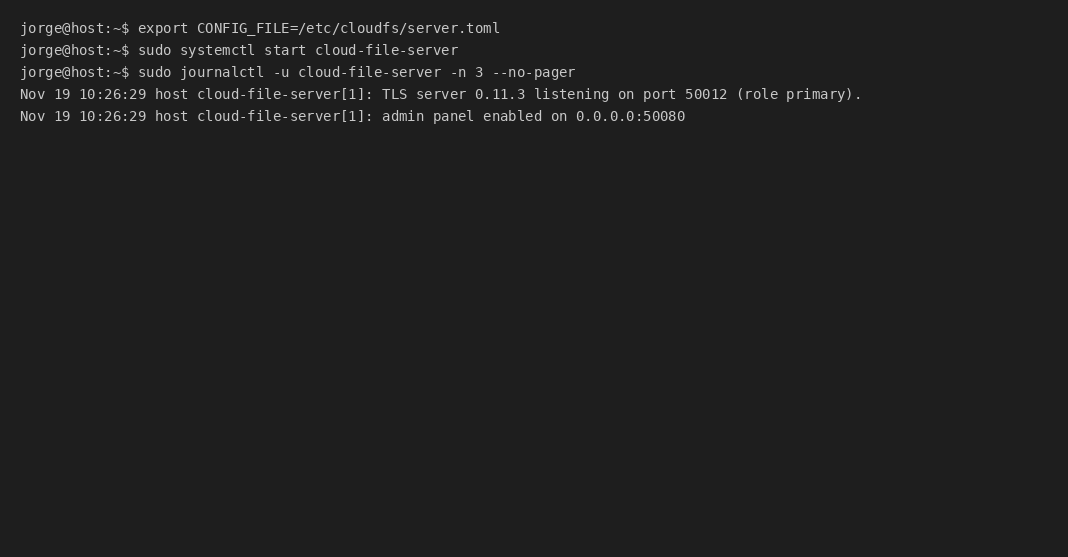 jorge@host:~$ export CONFIG_FILE=/etc/cloudfs/server.toml
jorge@host:~$ sudo systemctl start cloud-file-server
jorge@host:~$ sudo journalctl -u cloud-file-server -n 3 --no-pager
Nov 19 10:26:29 host cloud-file-server[1]: TLS server 0.11.3 listening on port 50012 (role primary).
Nov 19 10:26:29 host cloud-file-server[1]: admin panel enabled on 0.0.0.0:50080